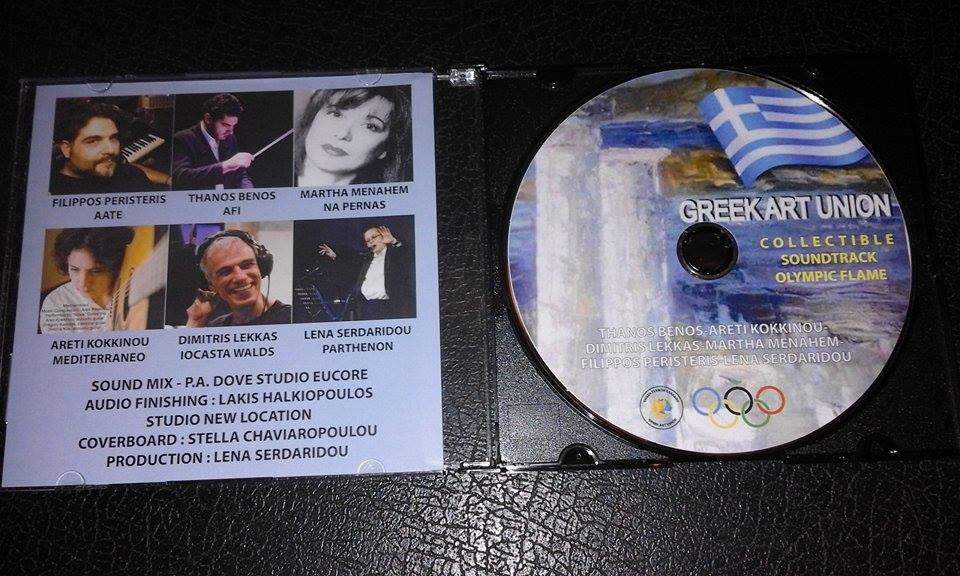 FILIPPOS PERISTERIS
AATE
THANOS BENOS
AFI
MARTHA MENAHEM
NA PERNAS
Mediterraneo
ARETI KOKKINOU
MEDITERRANEO
DIMITRIS LEKKAS
IOCASTA WALDS
LENA SERDARIDOU
PARTHENON
SOUND MIX - P.A. DOVE STUDIO EUCORE
AUDIO FINISHING : LAKIS HALKIOPOULOS
STUDIO NEW LOCATION
COVERBOARD : STELLA CHAVIAROPOULOU
PRODUCTION : LENA SERDARIDOU
GREEK ART UNION
COLLECTIBLE
SOUNDTRACK
OLYMPIC FLAME
THANOS BENOS-ARETI KOKKINOU-
DIMITRIS LEKKAS-MARTHA MENAHEM-
FILIPPOS PERISTERIS-LENA SERDARIDOU